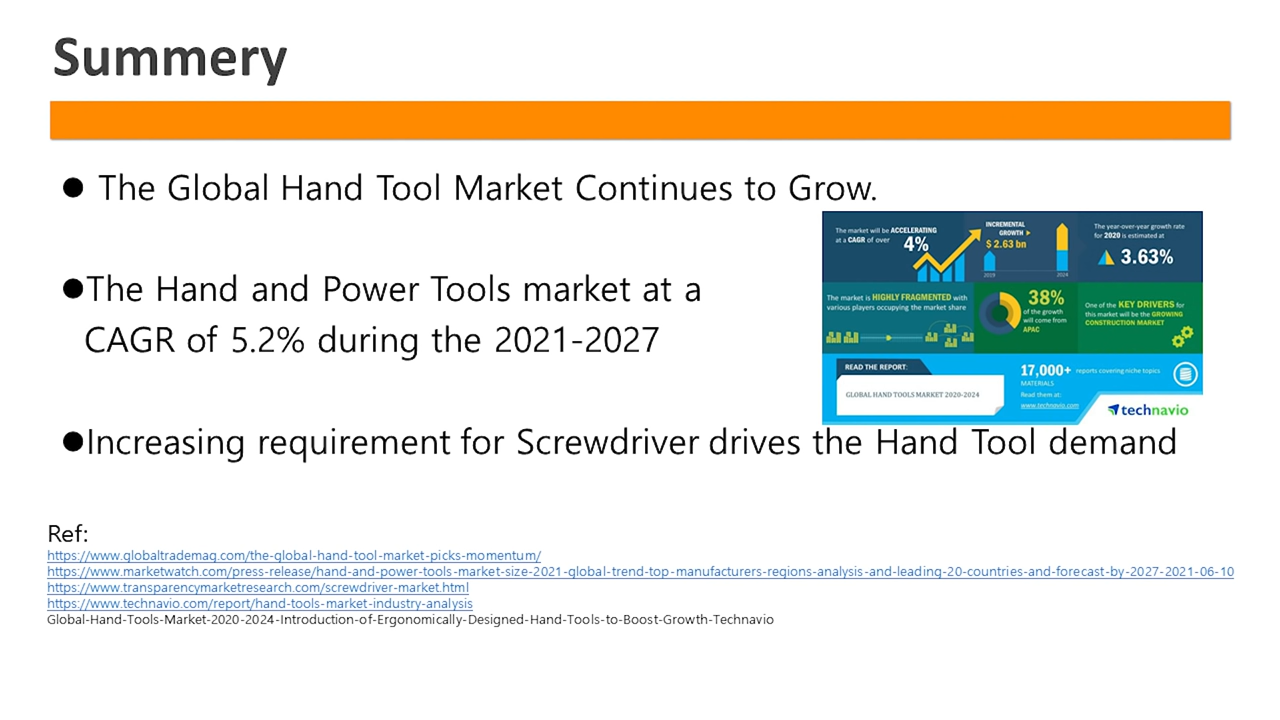 Summery
● The Global Hand Tool Market Continues to Grow.
The market will be ACCELERATING
at a CAGR of over
4%
INCREMENTAL
GROWTH ▶
$ 2.63 bn
2019
2024
The year-over-year growth rate
for 2020 is estimated at
3.63%
●The Hand and Power Tools market at a
CAGR of 5.2% during the 2021-2027
The market is HIGHLY FRAGMENTED with
various players occupying the market share
38%
of the growth
will come from
APAC
One of the KEY DRIVERS for
this market will be the GROWING
CONSTRUCTION MARKET
READ THE REPORT:
GLOBAL HAND TOOLS MARKET 2020-2024
17,000+ reports covering niche topics
MATERIALS
Read them at:
www.technavio.com
technavio
●Increasing requirement for Screwdriver drives the Hand Tool demand
Ref:
https://www.globaltrademag.com/the-global-hand-tool-market-picks-momentum/
https://www.marketwatch.com/press-release/hand-and-power-tools-market-size-2021-global-trend-top-manufacturers-regions-analysis-and-leading-20-countries-and-forecast-by-2027-2021-06-10
https://www.transparencymarketresearch.com/screwdriver-market.html
https://www.technavio.com/report/hand-tools-market-industry-analysis
Global-Hand-Tools-Market-2020-2024-Introduction-of-Ergonomically-Designed-Hand-Tools-to-Boost-Growth-Technavio